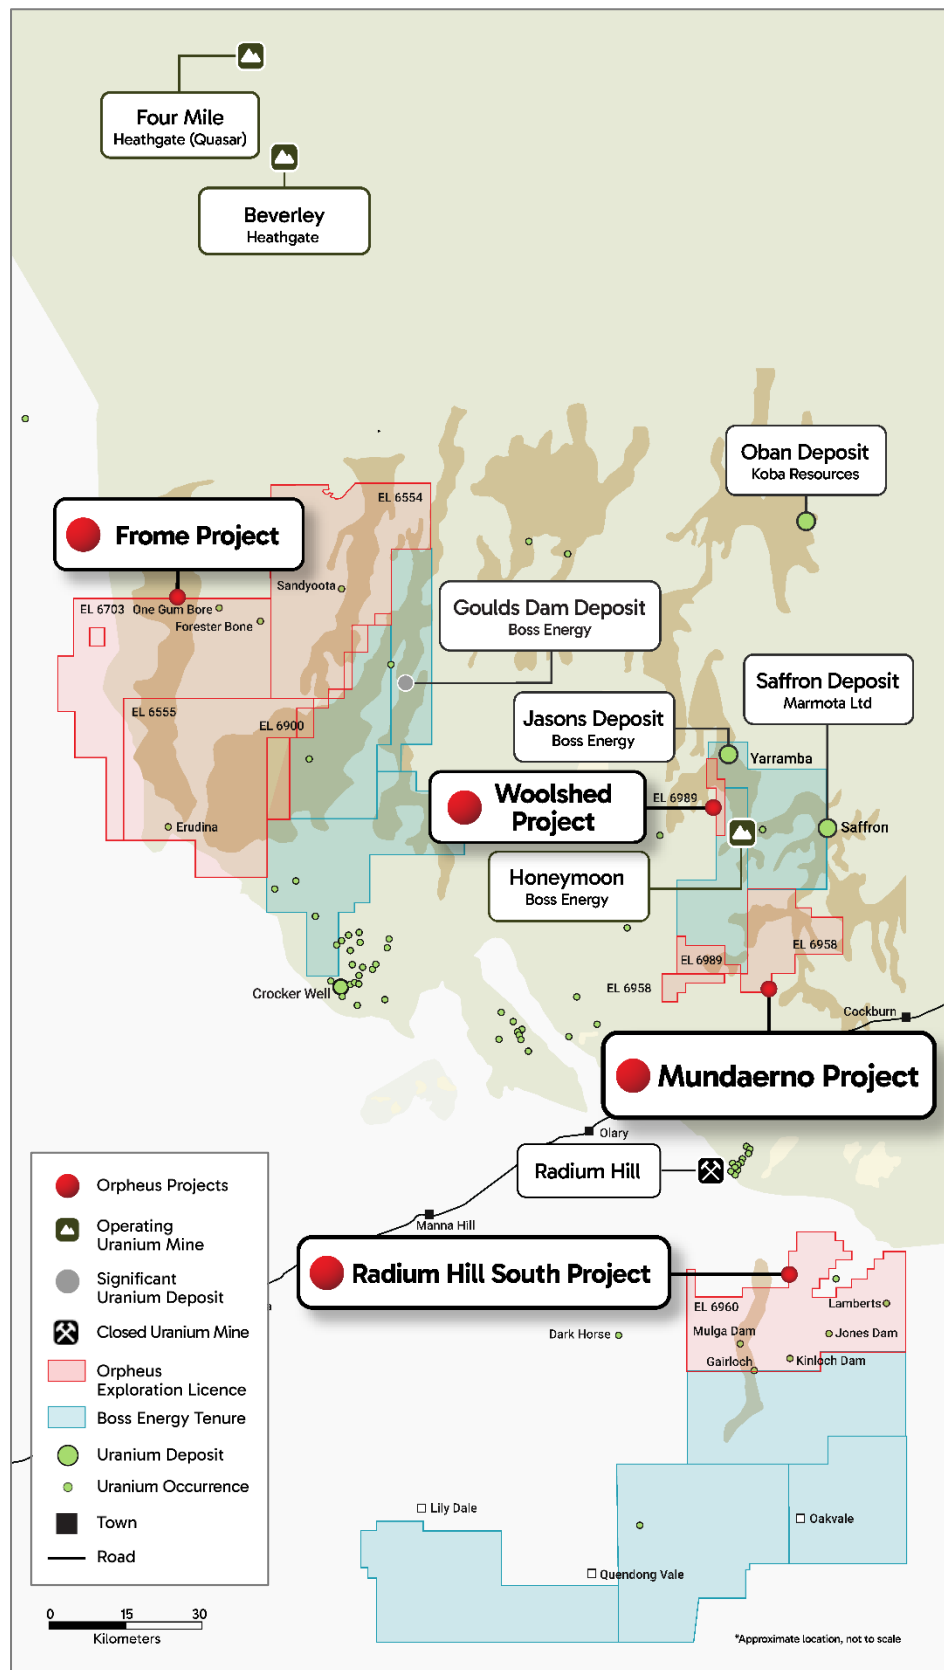 Four Mile
Heathgate (Quasar)
Beverley
Heathgate
Oban Deposit
Koba Resources
EL 6554
Frome Project
Sandyoota
EL 6703
One Gum Bore
Forester Bone
Goulds Dam Deposit
Boss Energy
Saffron Deposit
Marmota Ltd
EL 6555
EL 6900
Jasons Deposit
Boss Energy
Yarramba
Woolshed
Project
EL 6989
Erudina
Saffron
Honeymoon
Boss Energy
EL 6958
EL 6989
EL 6958
Crocker Well
Cockburn
Mundaerno Project
Olary
Radium Hill
Manna Hill
Radium Hill South Project
EL 6960
Lamberts
Mulga Dam
Jones Dam
Dark Horse
Gairloch
Kinloch Dam
Orpheus Projects
Operating
Uranium Mine
Significant
Uranium Deposit
Closed Uranium Mine
Orpheus
Exploration Licence
Boss Energy Tenure
Uranium Deposit
Uranium Occurrence
Town
Road
Lily Dale
Oakvale
Quendong Vale
0 15 30
Kilometers
*Approximate location, not to scale